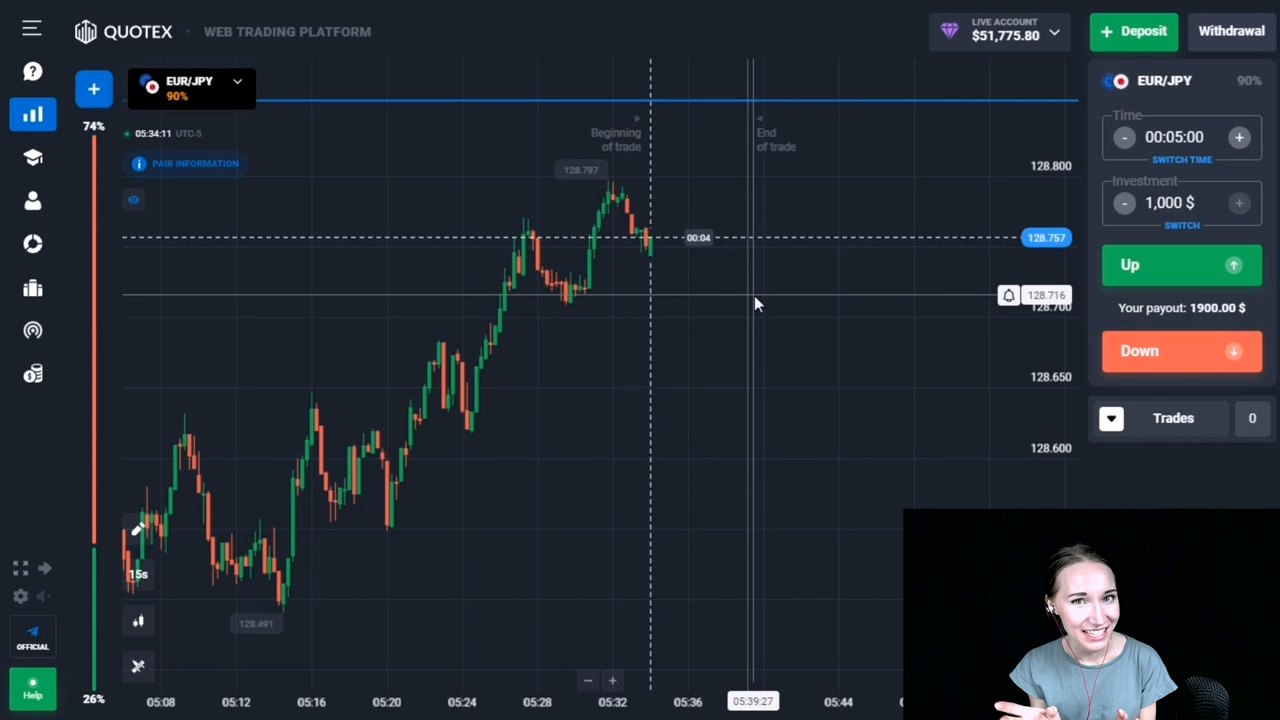 QUOTEX
WEB TRADING PLATFORM
LIVE ACCOUNT
$51,775.80
+ Deposit
Withdrawal
+
EUR/JPY
90%
74%
05:34:11 UTC-5
i PAIR INFORMATION
Beginning
of trade
End
of trade
128.797
128.800
00:04
128.757
128.716
128.700
128.650
128.600
128.491
15s
26%
05:08
05:12
05:16
05:20
05:24
05:28
05:32
05:36
05:39:27
05:44
EUR/JPY
90%
Time
- 00:05:00 +
SWITCH TIME
Investment
- 1,000 $ +
SWITCH
Up
Your payout: 1900.00 $
Down
Trades
0
OFFICIAL
Help